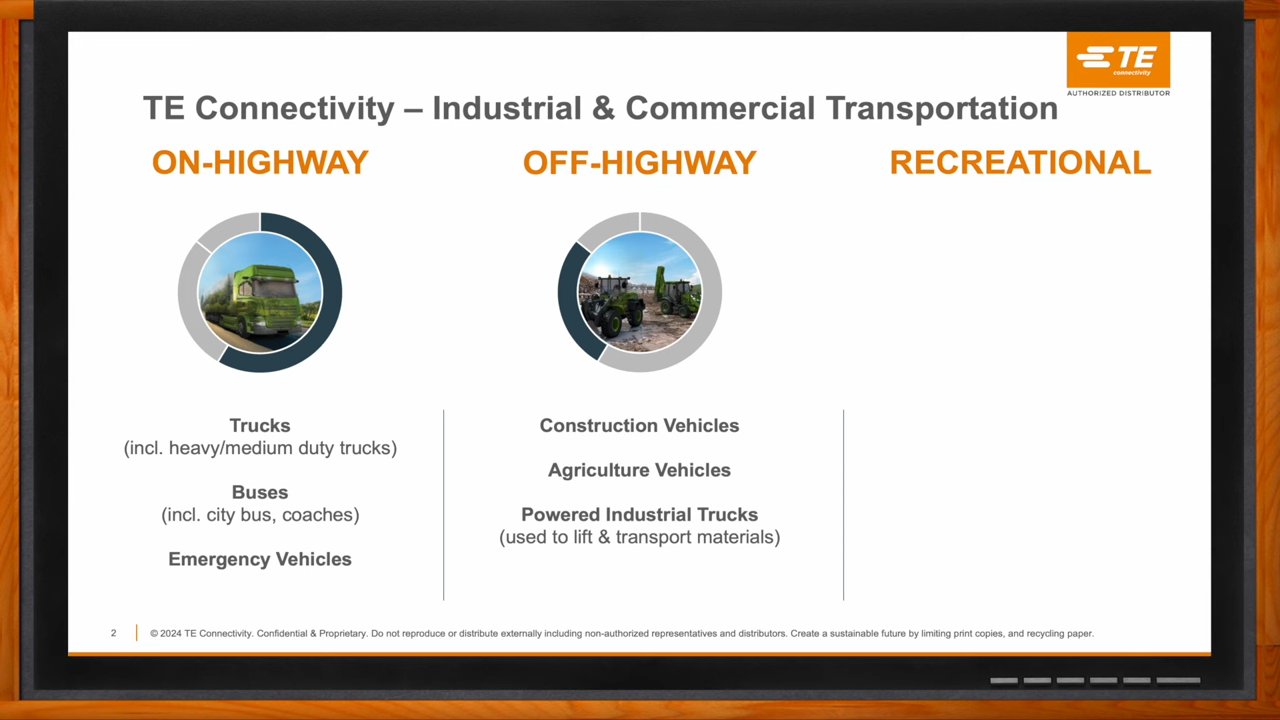 TE
connectivity
AUTHORIZED DISTRIBUTOR
TE Connectivity – Industrial & Commercial Transportation
ON-HIGHWAY
OFF-HIGHWAY
RECREATIONAL
Trucks
(incl. heavy/medium duty trucks)
Buses
(incl. city bus, coaches)
Emergency Vehicles
Construction Vehicles
Agriculture Vehicles
Powered Industrial Trucks
(used to lift & transport materials)
2
© 2024 TE Connectivity. Confidential & Proprietary. Do not reproduce or distribute externally including non-authorized representatives and distributors. Create a sustainable future by limiting print copies, and recycling paper.